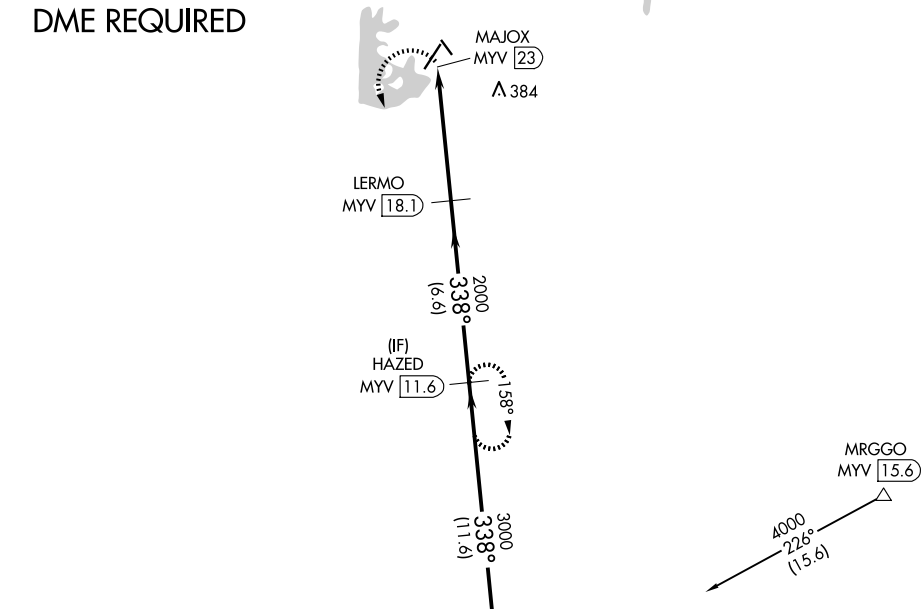 DME REQUIRED
MAJOX
MYV 23
384
LERMO
MYV 18.1
2000
338°
(6.6)
(IF)
HAZED
MYV 11.6
158°
MRGGO
MYV 15.6
3000
338°
(11.6)
4000
226°
(15.6)